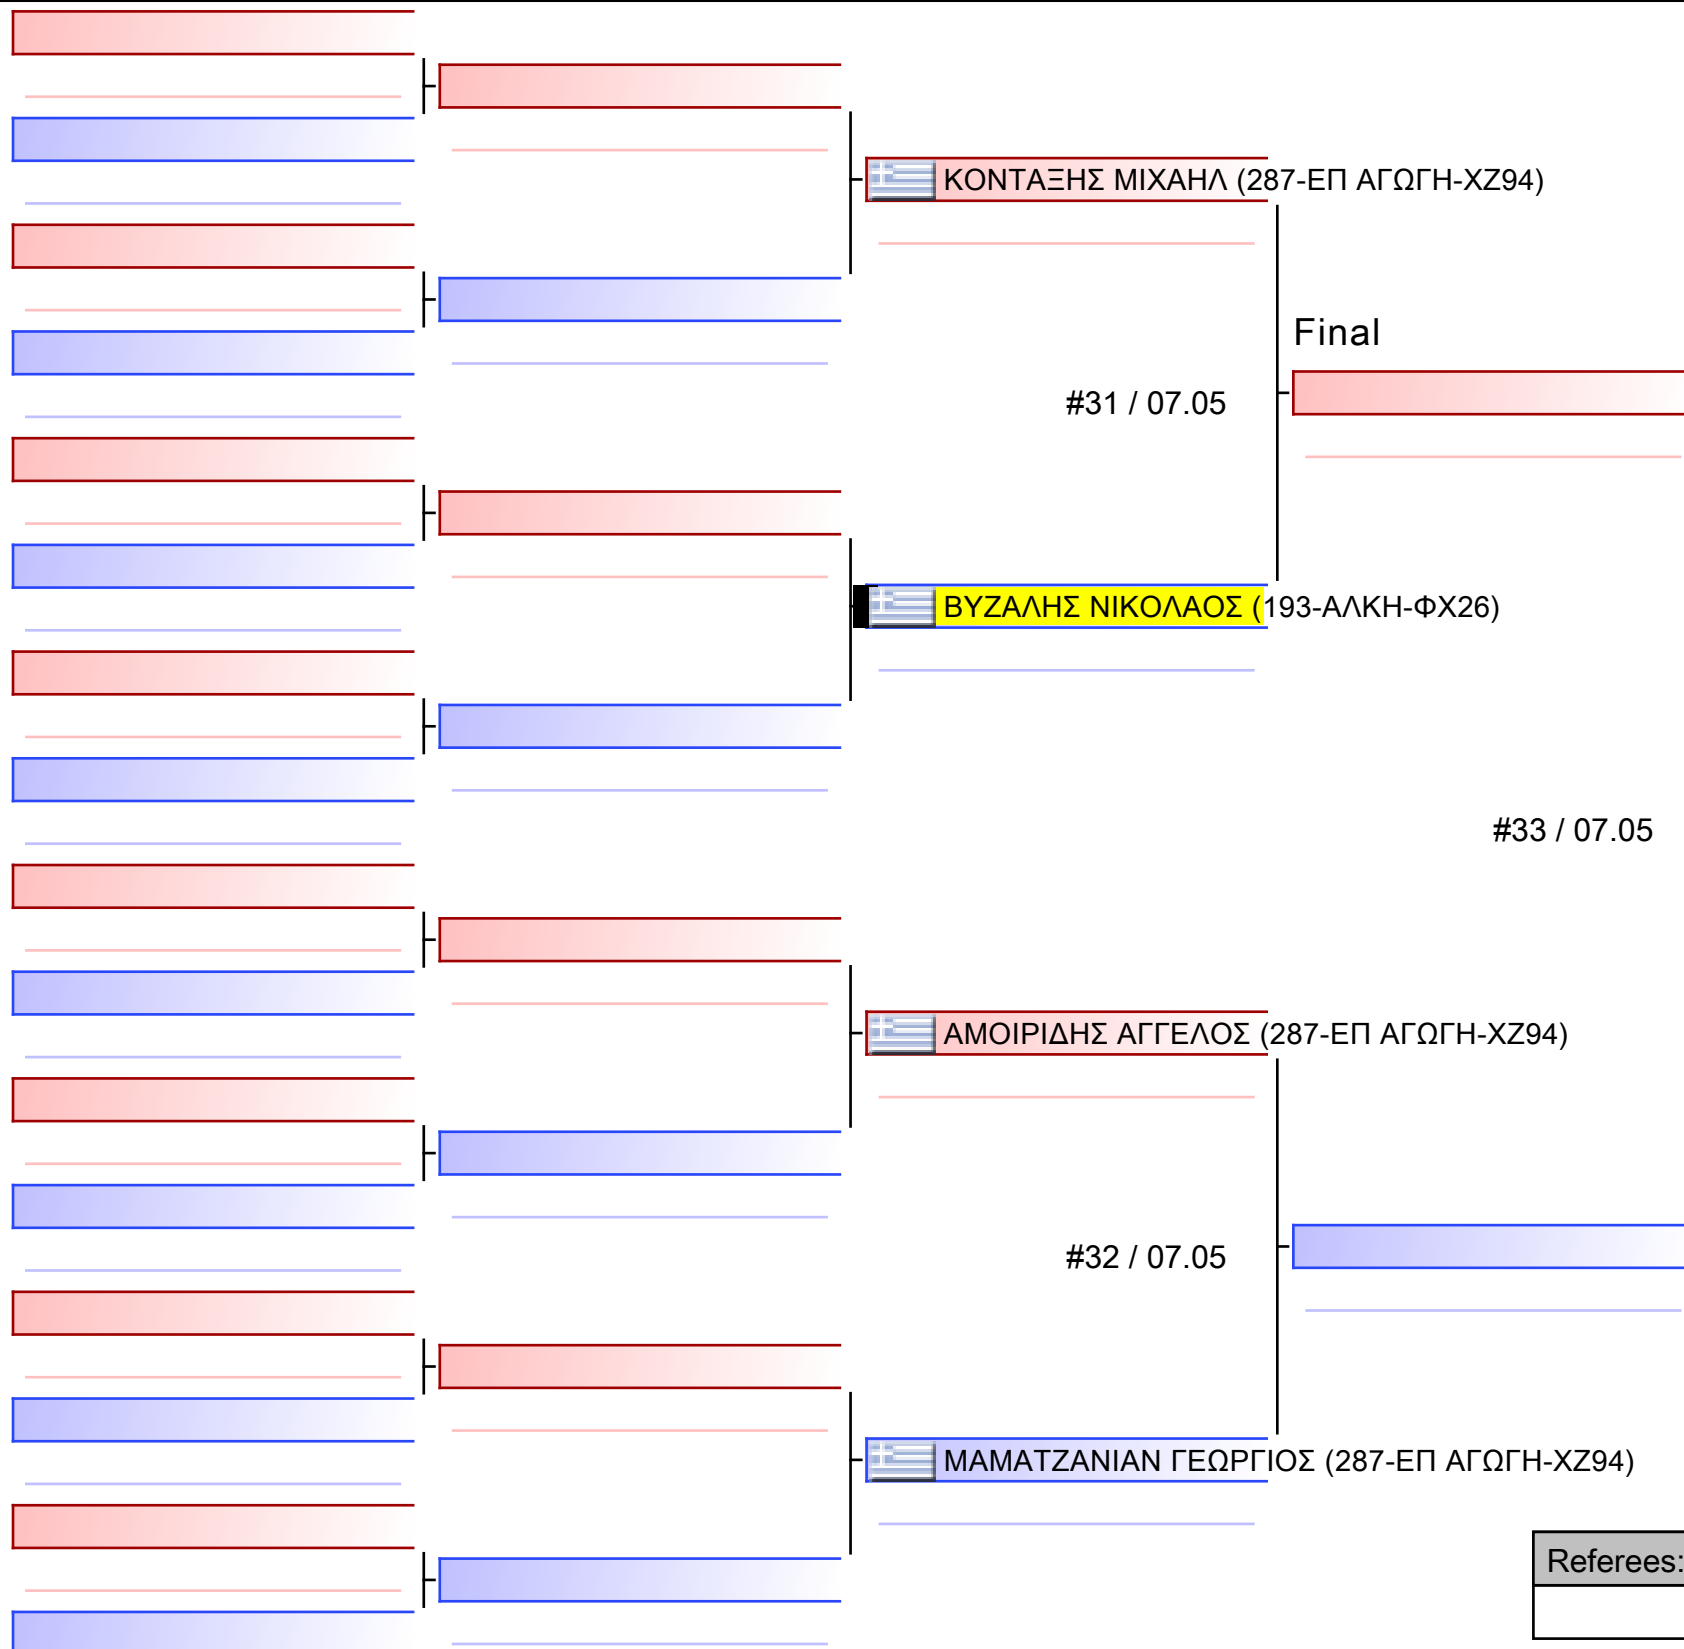 ΚΟΝΤΑΞΗΣ ΜΙΧΑΗΛ (287-ΕΠ ΑΓΩΓΗ-ΧΖ94)
Final
#31 / 07.05
ΒΥΖΑΛΗΣ ΝΙΚΟΛΑΟΣ (193-ΑΛΚΗ-ΦΧ26)
#33 / 07.05
ΑΜΟΙΡΙΔΗΣ ΑΓΓΕΛΟΣ (287-ΕΠ ΑΓΩΓΗ-ΧΖ94)
#32 / 07.05
ΜΑΜΑΤΖΑΝΙΑΝ ΓΕΩΡΓΙΟΣ (287-ΕΠ ΑΓΩΓΗ-ΧΖ94)
Referees: